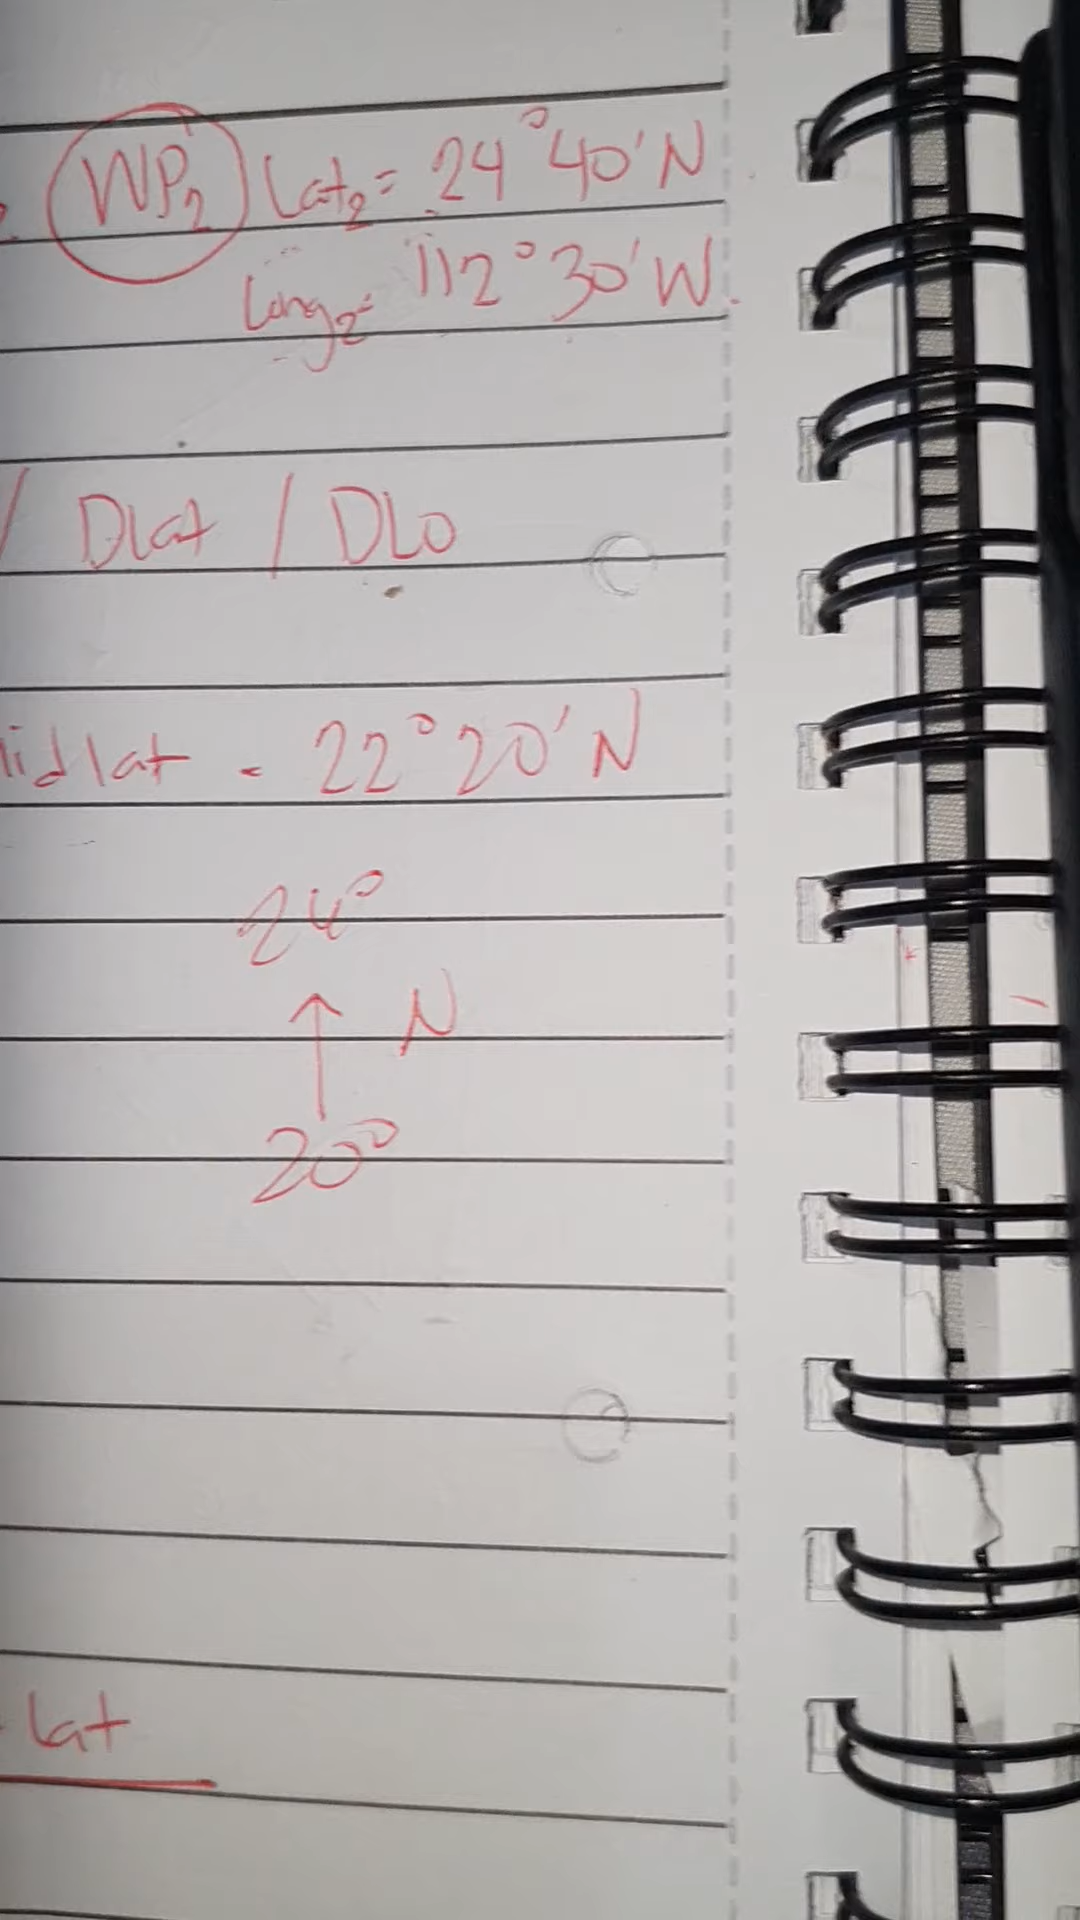 WP₂ Lat₂= 24°40'N
Long₂= 112°30'W.
/ DLat / DLO
idlat = 22°20'N
24°
↑ N
20°
lat